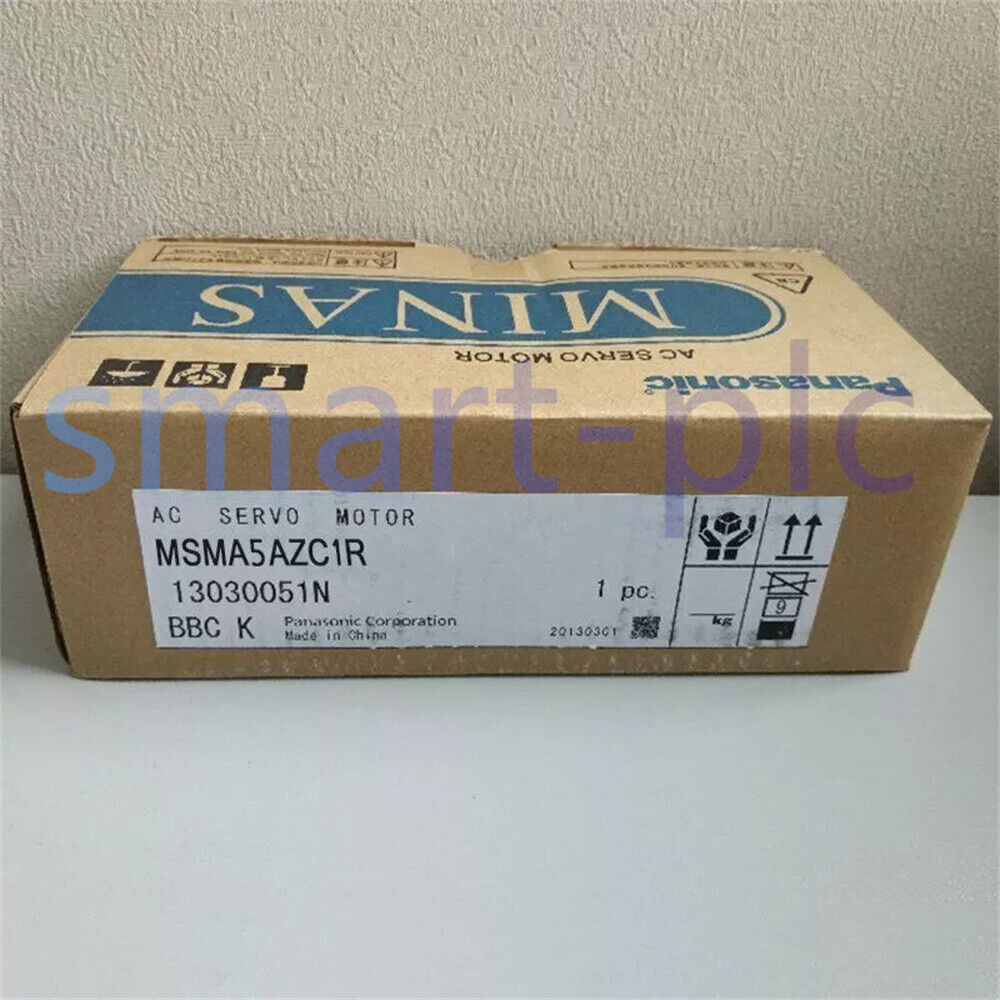 MINAS
AC SERVO MOTOR
Panasonic
smart-plc
AC SERVO MOTOR
MSMA5AZC1R
13030051N
1 pc.
BBC K
Panasonic Corporation
Made in China
20130301
kg
9